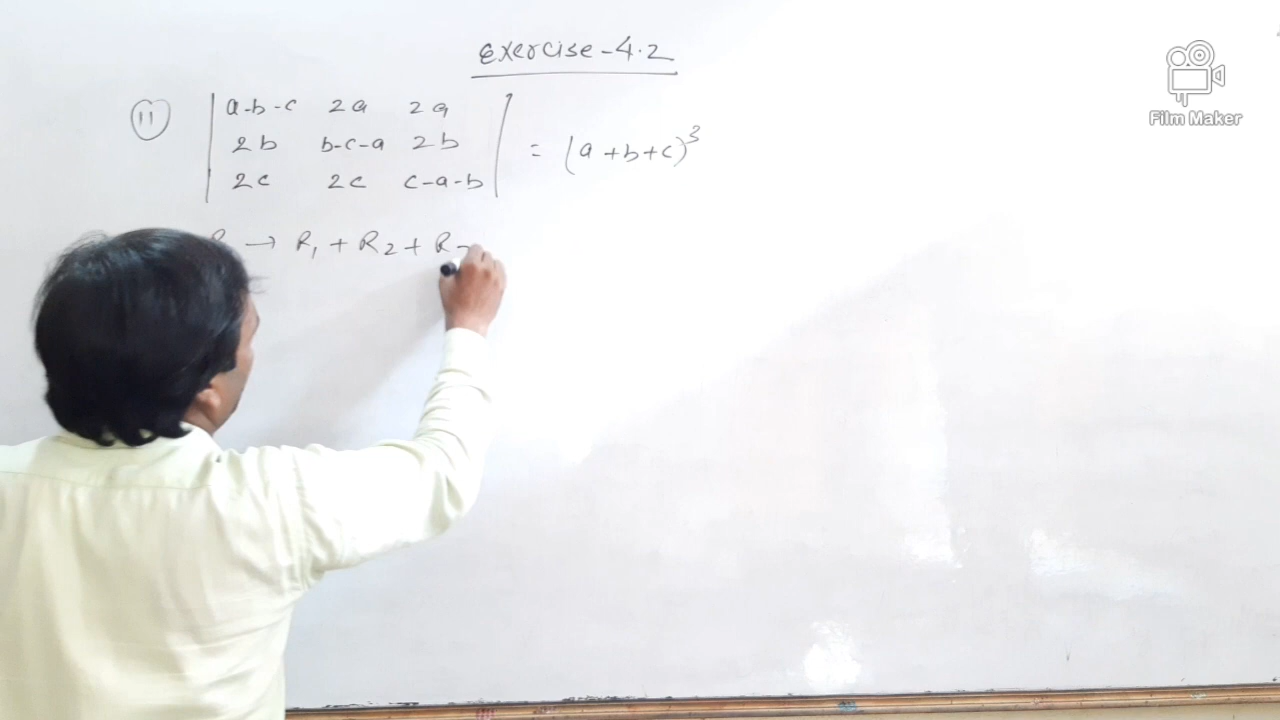 exercise-4.2
11 | a-b-c 2a 2a |
| 2b b-c-a 2b | = (a+b+c)³
| 2c 2c c-a-b |
→ R₁ + R₂ + R
Film Maker